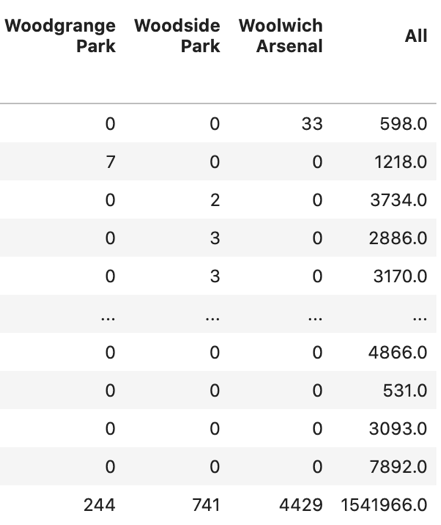 Woodgrange Woodside Woolwich All
Park Park Arsenal
0 0 33 598.0
7 0 0 1218.0
0 2 0 3734.0
0 3 0 2886.0
0 3 0 3170.0
... ... ... ...
0 0 0 4866.0
0 0 0 531.0
0 0 0 3093.0
0 0 0 7892.0
244 741 4429 1541966.0